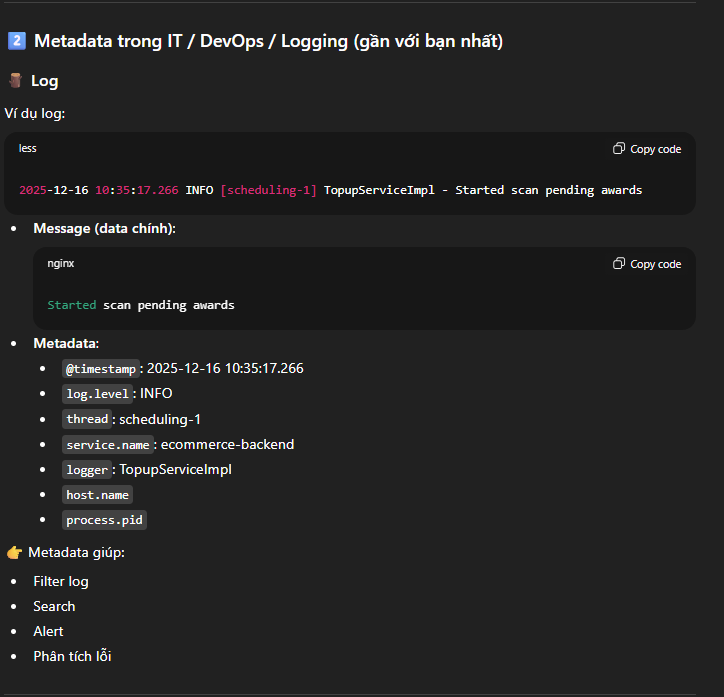 2 Metadata trong IT / DevOps / Logging (gần với bạn nhất)
Log
Ví dụ log:
less
Copy code
2025-12-16 10:35:17.266 INFO [scheduling-1] TopupServiceImpl - Started scan pending awards
• Message (data chính):
nginx
Copy code
Started scan pending awards
• Metadata:
• @timestamp: 2025-12-16 10:35:17.266
• log.level: INFO
• thread: scheduling-1
• service.name: ecommerce-backend
• logger: TopupServiceImpl
• host.name
• process.pid
👉 Metadata giúp:
• Filter log
• Search
• Alert
• Phân tích lỗi